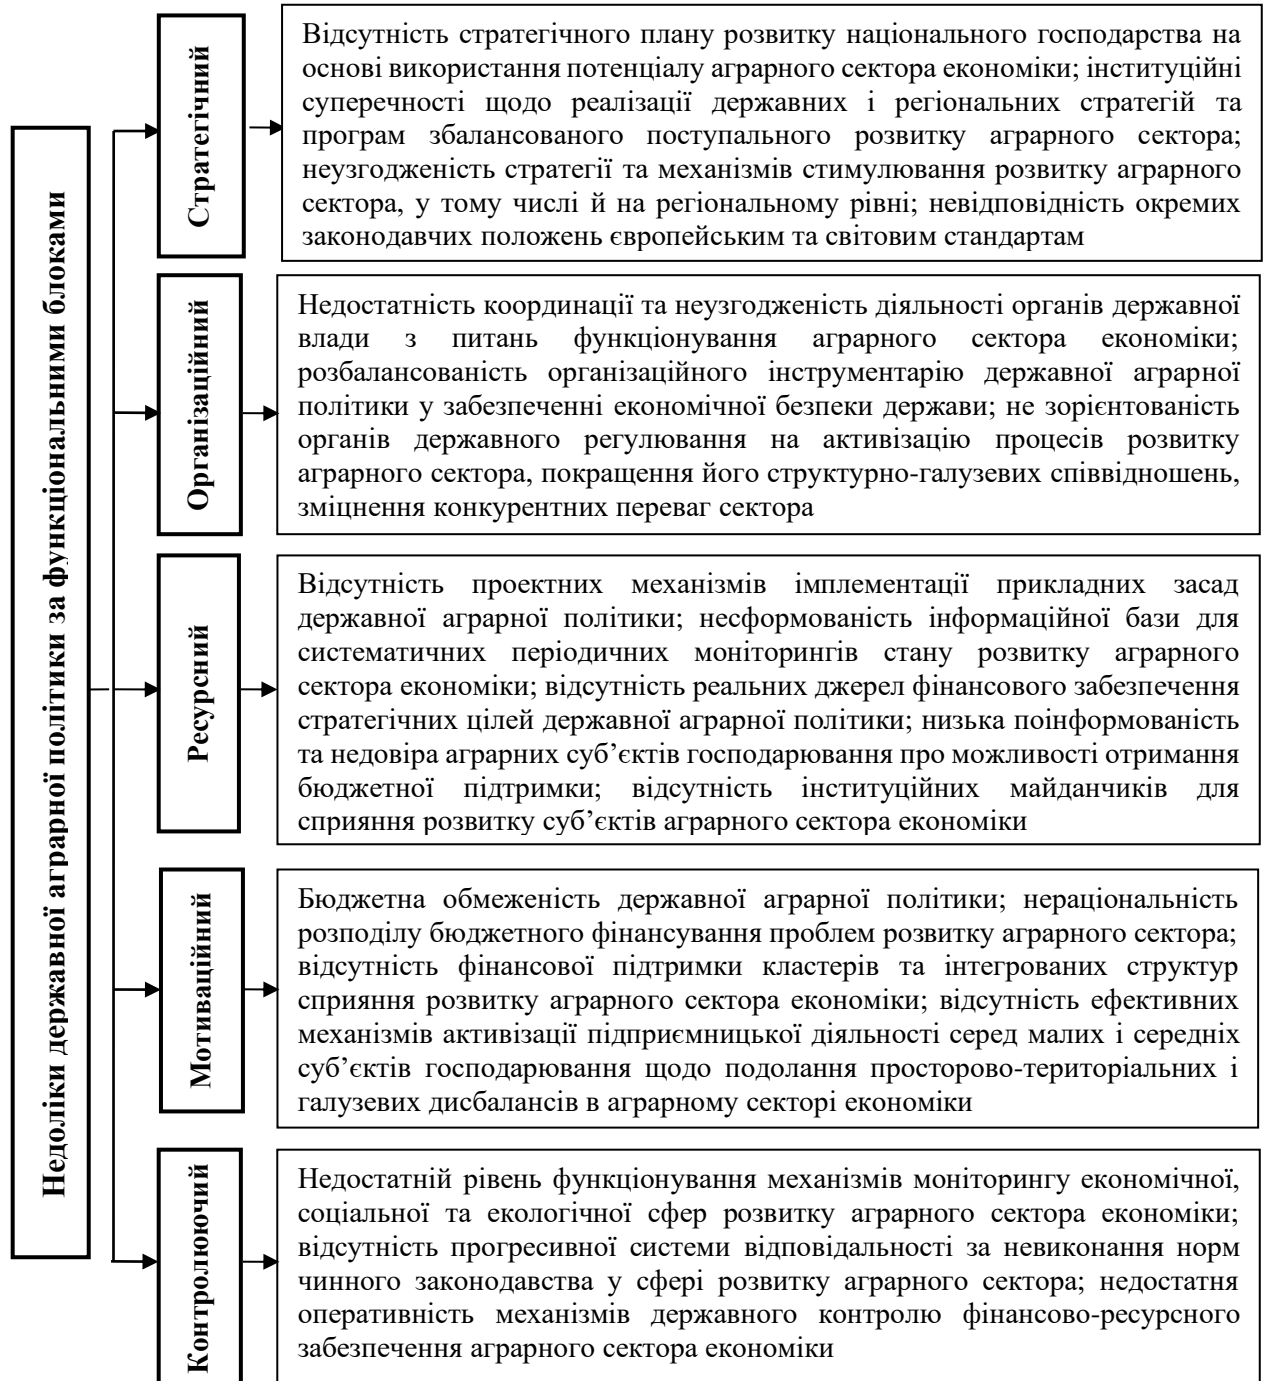 Недоліки державної аграрної політики за функціональними блоками
Стратегічний
Відсутність стратегічного плану розвитку національного господарства на
основі використання потенціалу аграрного сектора економіки; інституційні
суперечності щодо реалізації державних і регіональних стратегій та
програм збалансованого поступального розвитку аграрного сектора;
неузгодженість стратегії та механізмів стимулювання розвитку аграрного
сектора, у тому числі й на регіональному рівні; невідповідність окремих
законодавчих положень європейським та світовим стандартам
Організаційний
Недостатність координації та неузгодженість діяльності органів державної
влади з питань функціонування аграрного сектора економіки;
розбалансованість організаційного інструментарію державної аграрної
політики у забезпеченні економічної безпеки держави; не зорієнтованість
органів державного регулювання на активізацію процесів розвитку
аграрного сектора, покращення його структурно-галузевих співвідношень,
зміцнення конкурентних переваг сектора
Ресурсний
Відсутність проектних механізмів імплементації прикладних засад
державної аграрної політики; несформованість інформаційної бази для
систематичних періодичних моніторингів стану розвитку аграрного
сектора економіки; відсутність реальних джерел фінансового забезпечення
стратегічних цілей державної аграрної політики; низька поінформованість
та недовіра аграрних суб’єктів господарювання про можливості отримання
бюджетної підтримки; відсутність інституційних майданчиків для
сприяння розвитку суб’єктів аграрного сектора економіки
Мотиваційний
Бюджетна обмеженість державної аграрної політики; нераціональність
розподілу бюджетного фінансування проблем розвитку аграрного сектора;
відсутність фінансової підтримки кластерів та інтегрованих структур
сприяння розвитку аграрного сектора економіки; відсутність ефективних
механізмів активізації підприємницької діяльності серед малих і середніх
суб’єктів господарювання щодо подолання просторово-територіальних і
галузевих дисбалансів в аграрному секторі економіки
Контролюючий
Недостатній рівень функціонування механізмів моніторингу економічної,
соціальної та екологічної сфер розвитку аграрного сектора економіки;
відсутність прогресивної системи відповідальності за невиконання норм
чинного законодавства у сфері розвитку аграрного сектора; недостатня
оперативність механізмів державного контролю фінансово-ресурсного
забезпечення аграрного сектора економіки